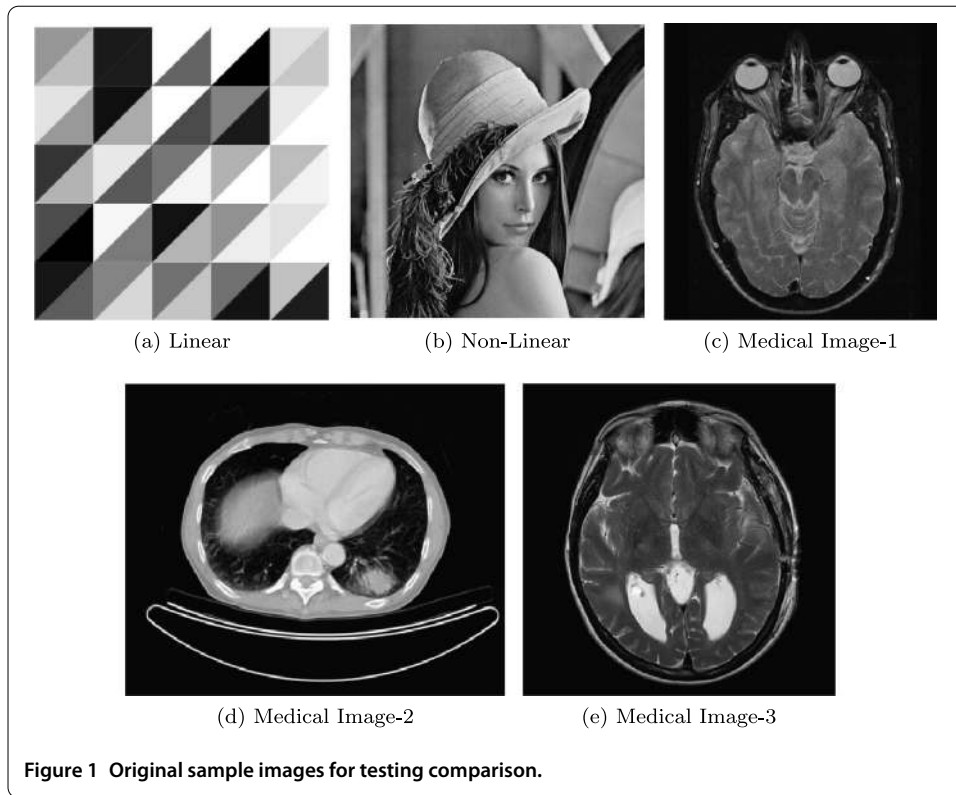 (a) Linear
(b) Non-Linear
(c) Medical Image-1
(d) Medical Image-2
(e) Medical Image-3
Figure 1 Original sample images for testing comparison.